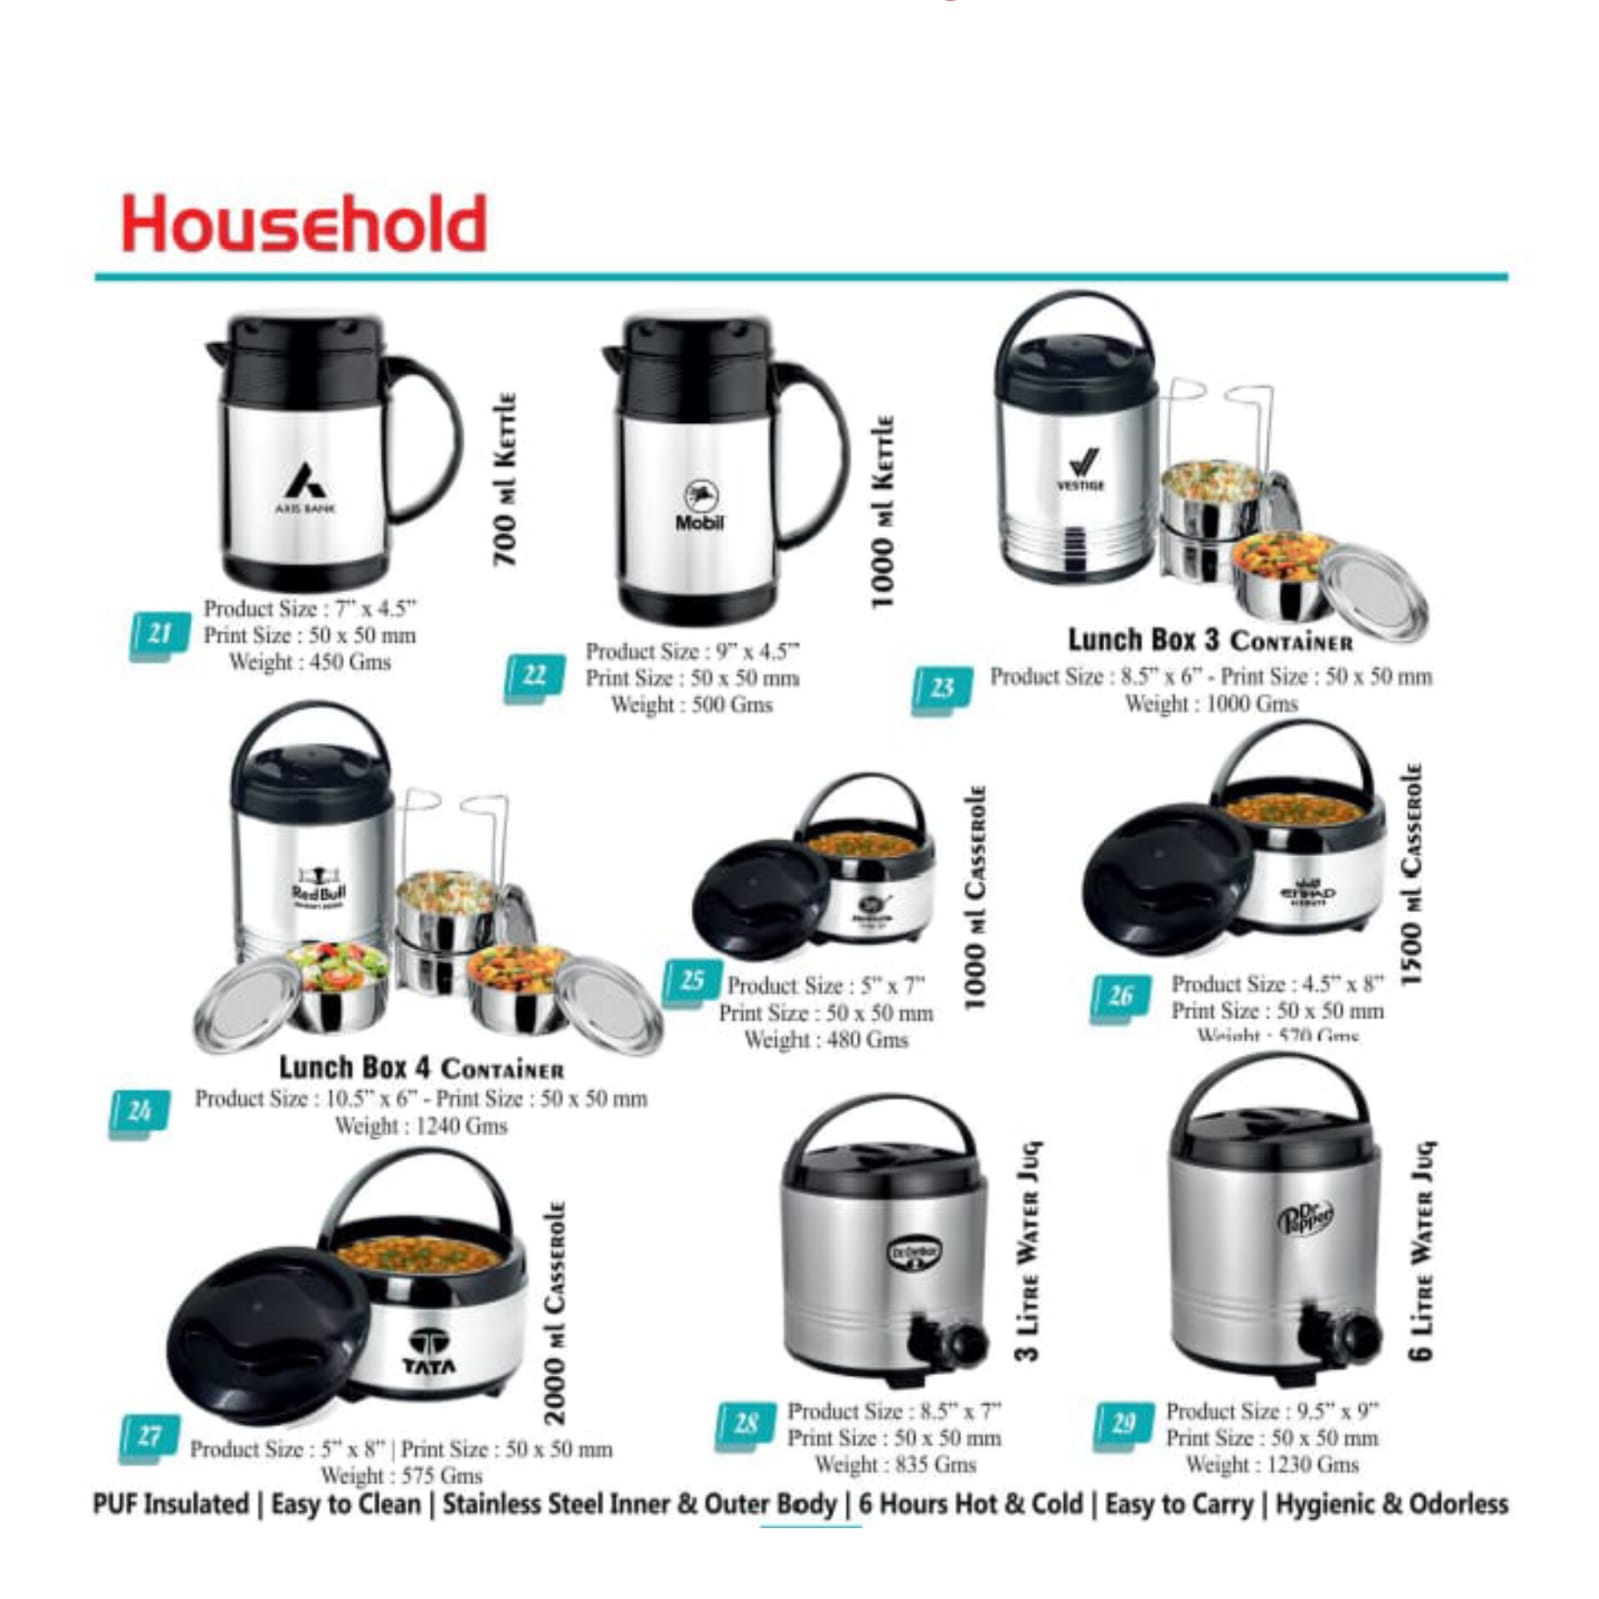 Household
AXIS BANK
700 ml Kettle
21
Product Size : 7” x 4.5”
Print Size : 50 x 50 mm
Weight : 450 Gms
Mobil
1000 ml Kettle
22
Product Size : 9” x 4.5”
Print Size : 50 x 50 mm
Weight : 500 Gms
VESTIGE
Lunch Box 3 Container
23
Product Size : 8.5” x 6” - Print Size : 50 x 50 mm
Weight : 1000 Gms
Red Bull
Lunch Box 4 Container
24
Product Size : 10.5” x 6” - Print Size : 50 x 50 mm
Weight : 1240 Gms
1000 ml Casserole
25
Product Size : 5” x 7”
Print Size : 50 x 50 mm
Weight : 480 Gms
ETIHAD
1500 ml Casserole
26
Product Size : 4.5” x 8”
Print Size : 50 x 50 mm
Weight : 570 Gms
TATA
2000 ml Casserole
27
Product Size : 5” x 8” | Print Size : 50 x 50 mm
Weight : 575 Gms
Dr.Oetker
3 Litre Water Jug
28
Product Size : 8.5” x 7”
Print Size : 50 x 50 mm
Weight : 835 Gms
Dr Pepper
6 Litre Water Jug
29
Product Size : 9.5” x 9”
Print Size : 50 x 50 mm
Weight : 1230 Gms
PUF Insulated | Easy to Clean | Stainless Steel Inner & Outer Body | 6 Hours Hot & Cold | Easy to Carry | Hygienic & Odorless